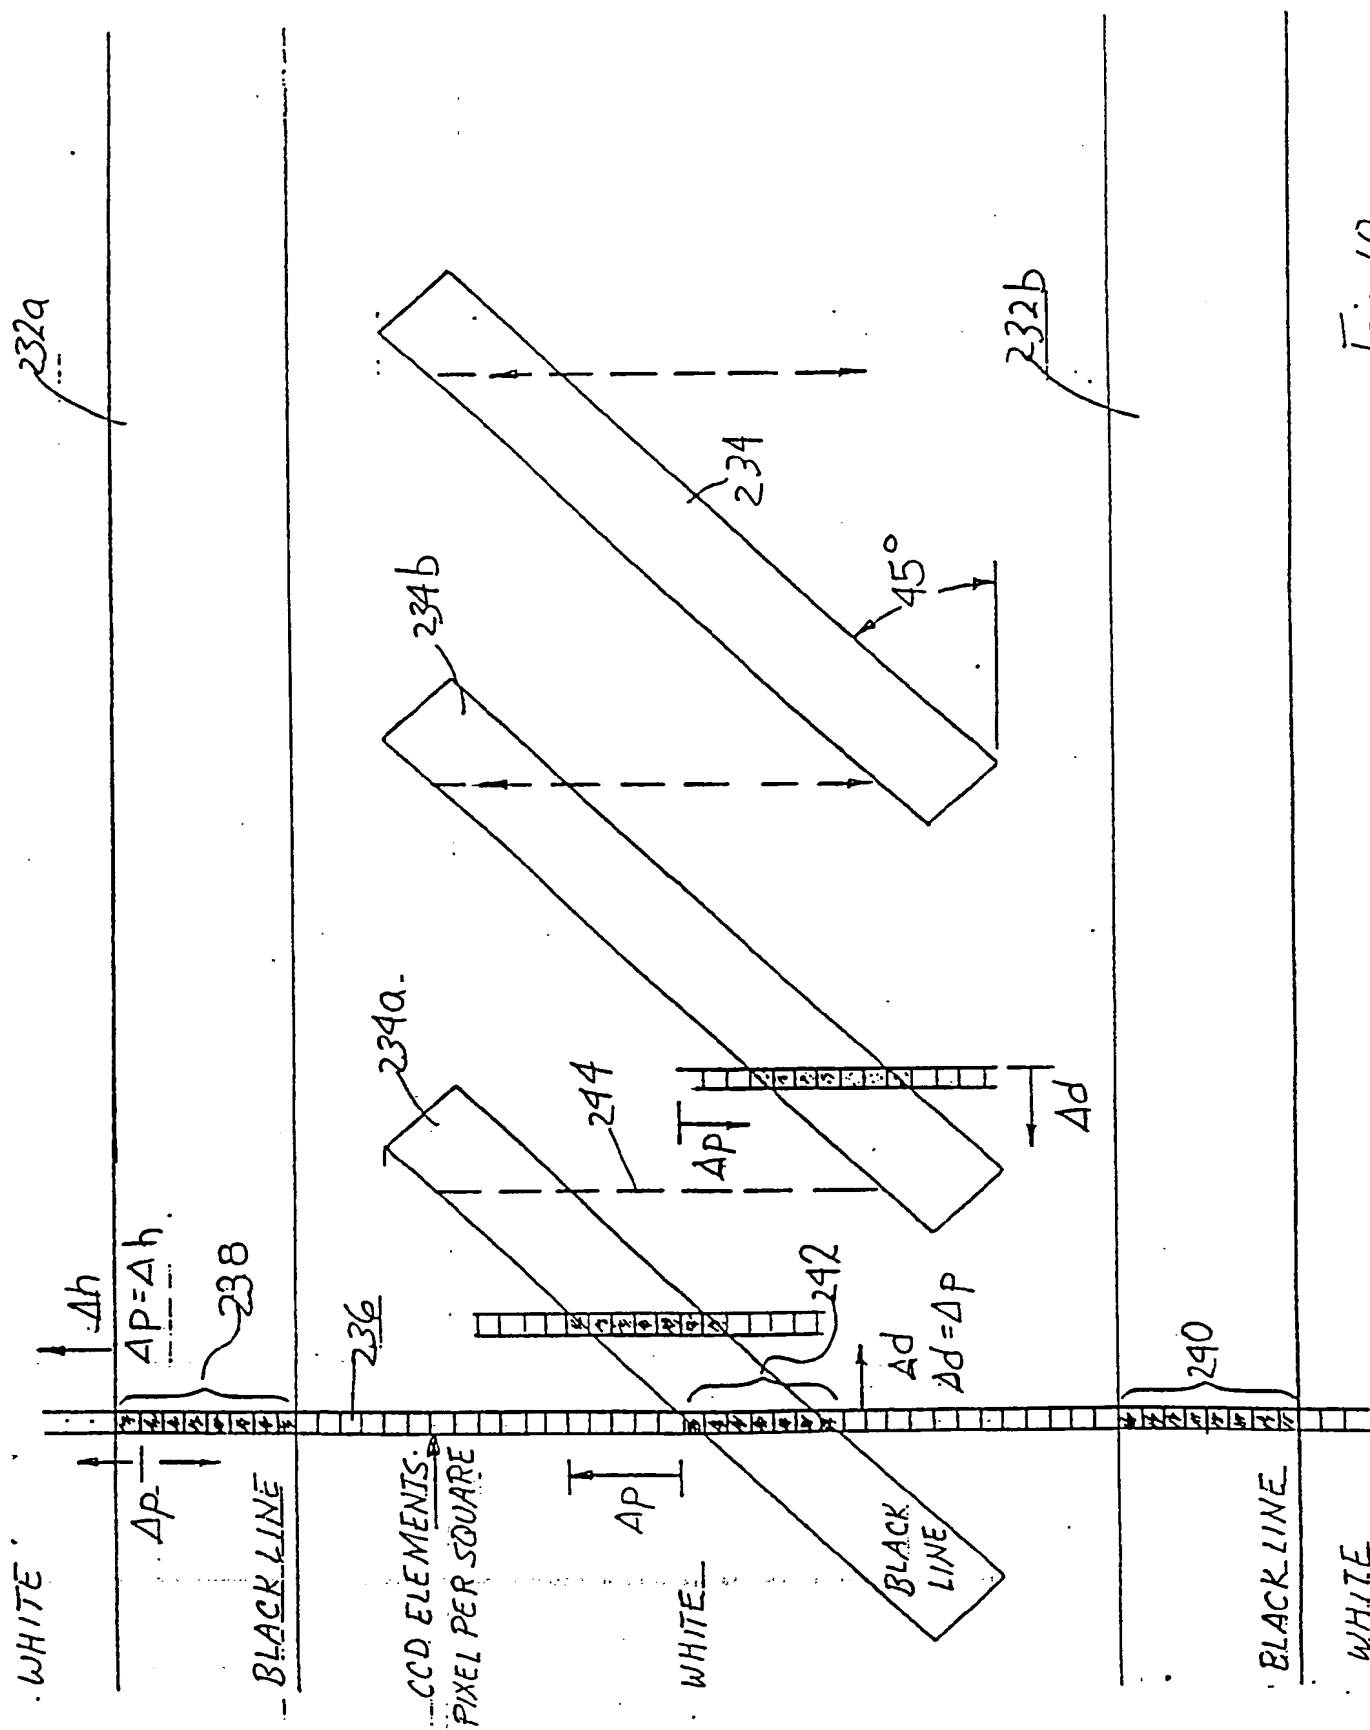 WHITE
232a
Δh
Δp=Δh
Δp
238
BLACK LINE
236
CCD ELEMENTS.
PIXEL PER SQUARE
234a
234b
244
234
45°
Δp
Δp
WHITE
242
Δd
Δd
Δd=Δp
BLACK
LINE
232b
240
BLACK LINE
WHITE